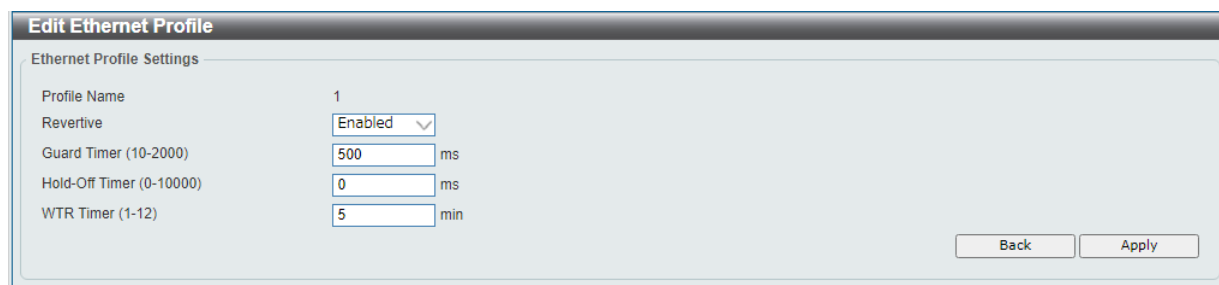 Edit Ethernet Profile
Ethernet Profile Settings
Profile Name 1
Revertive Enabled
Guard Timer (10-2000) 500 ms
Hold-Off Timer (0-10000) 0 ms
WTR Timer (1-12) 5 min
Back Apply